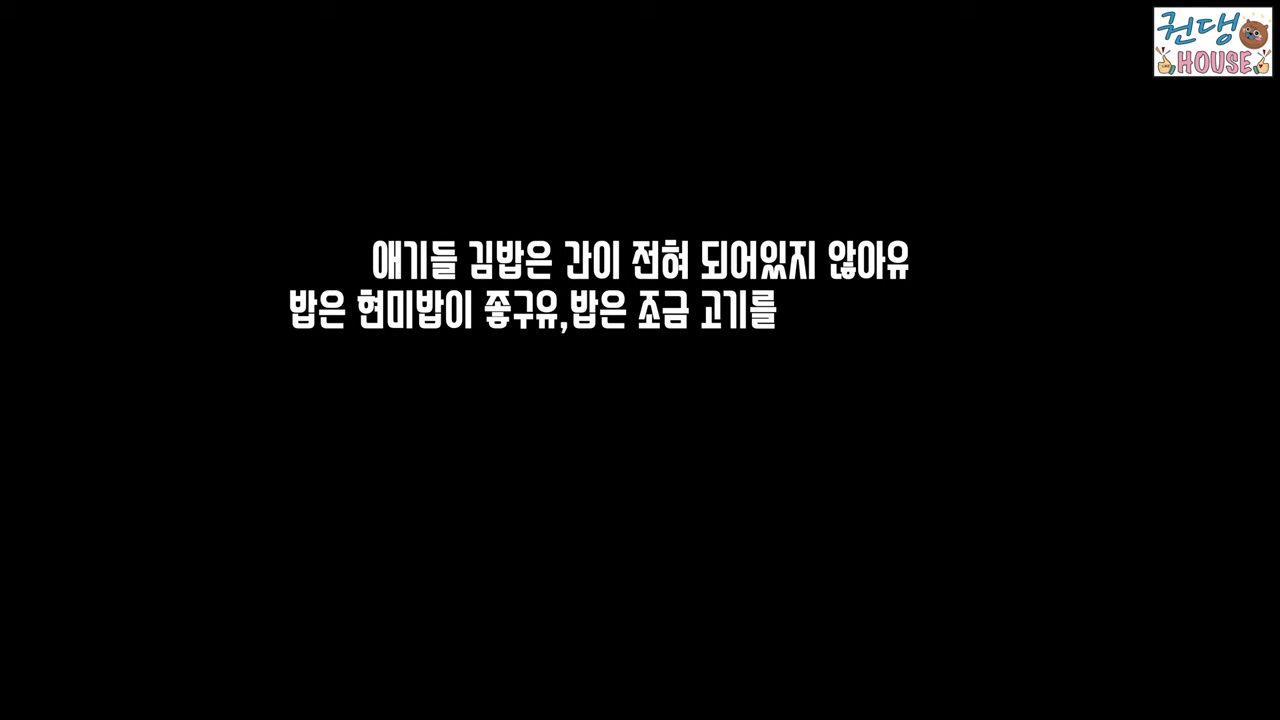 권댕
HOUSE
애기들 김밥은 간이 전혀 되어있지 않아유
밥은 현미밥이 좋구유,밥은 조금 고기를